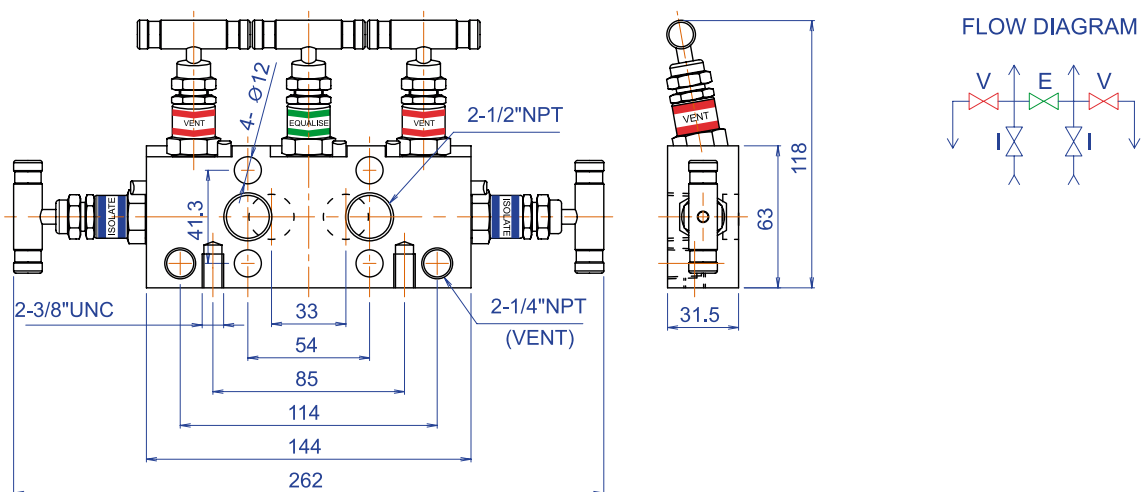 FLOW DIAGRAM
V E V
I I
VENT EQUALISE VENT
4- Ø12
2-1/2"NPT
ISOLATE
ISOLATE
41.3
2-3/8"UNC
2-1/4"NPT
(VENT)
33
54
85
114
144
262
VENT
118
63
31.5